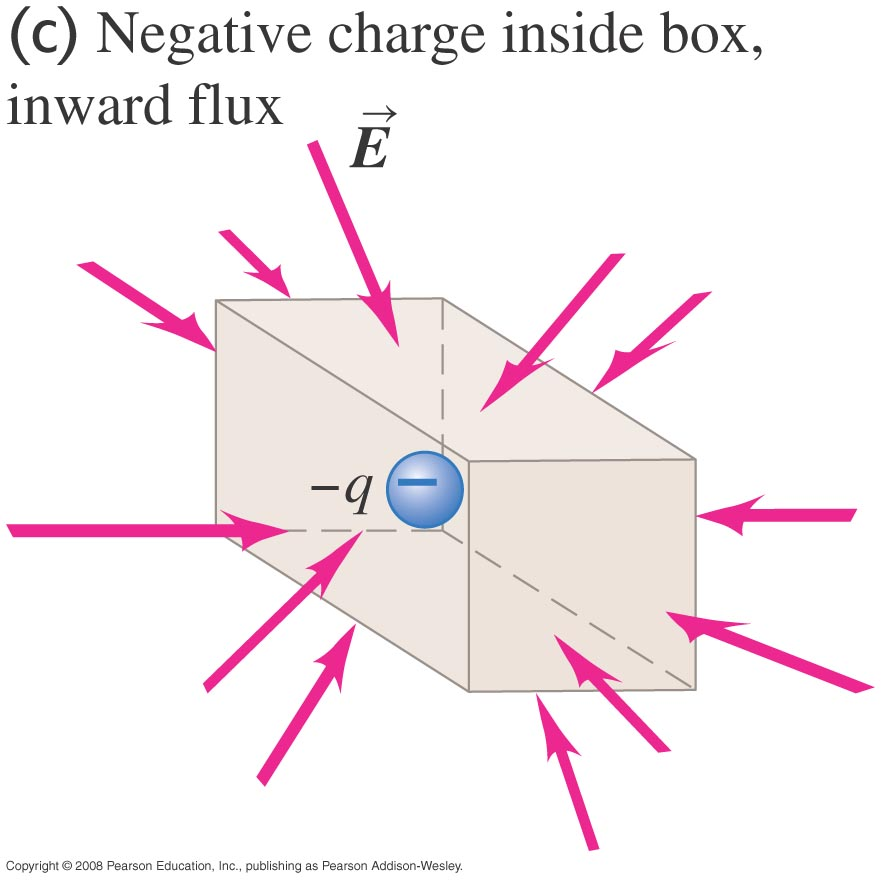 (c) Negative charge inside box,
inward flux
E
−q
Copyright © 2008 Pearson Education, Inc., publishing as Pearson Addison-Wesley.